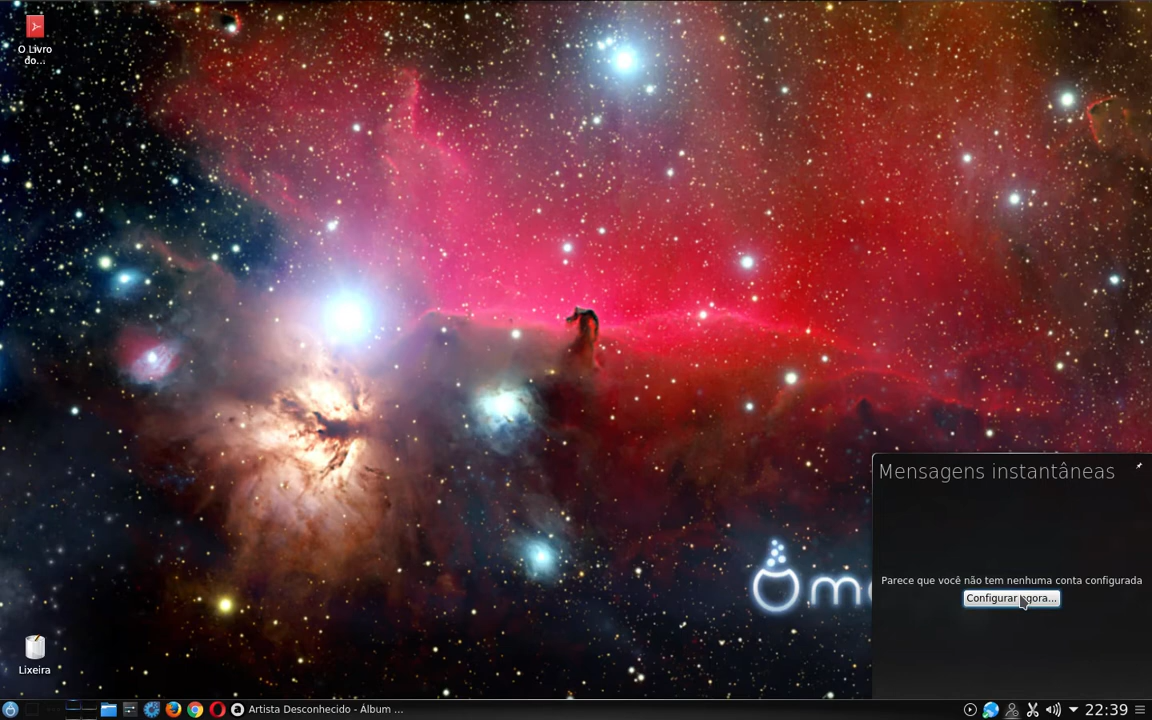 O Livro
do...
Mensagens instantâneas
Parece que você não tem nenhuma conta configurada
Configurar agora...
Lixeira
Artista Desconhecido - Álbum ...
22:39